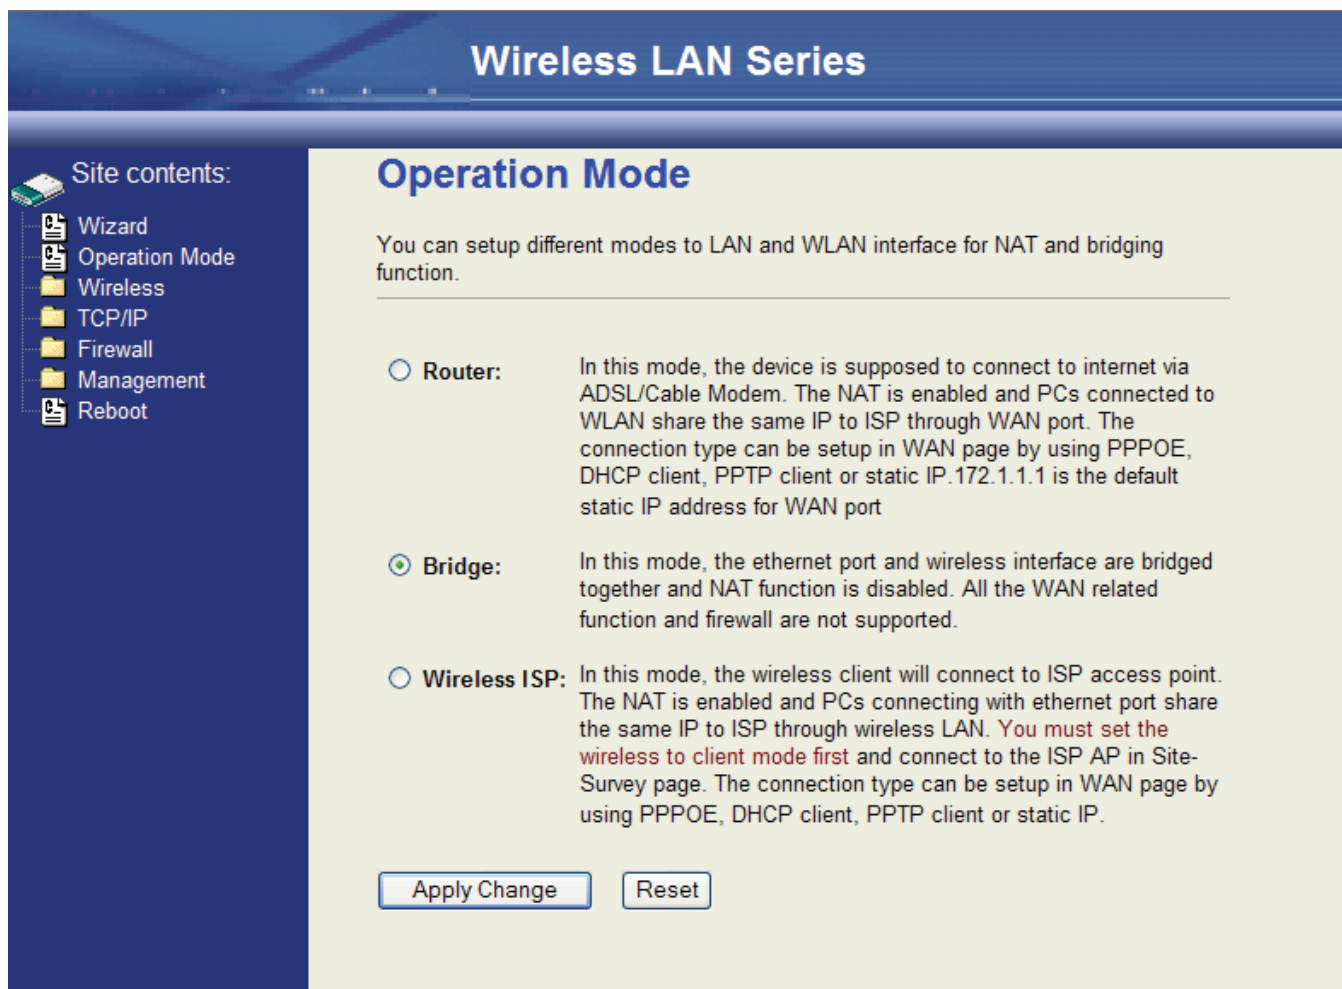 Wireless LAN Series
Site contents:
Wizard
Operation Mode
Wireless
TCP/IP
Firewall
Management
Reboot
Operation Mode
You can setup different modes to LAN and WLAN interface for NAT and bridging
function.
Router:
In this mode, the device is supposed to connect to internet via
ADSL/Cable Modem. The NAT is enabled and PCs connected to
WLAN share the same IP to ISP through WAN port. The
connection type can be setup in WAN page by using PPPOE,
DHCP client, PPTP client or static IP.172.1.1.1 is the default
static IP address for WAN port
Bridge:
In this mode, the ethernet port and wireless interface are bridged
together and NAT function is disabled. All the WAN related
function and firewall are not supported.
Wireless ISP:
In this mode, the wireless client will connect to ISP access point.
The NAT is enabled and PCs connecting with ethernet port share
the same IP to ISP through wireless LAN. You must set the
wireless to client mode first and connect to the ISP AP in Site-
Survey page. The connection type can be setup in WAN page by
using PPPOE, DHCP client, PPTP client or static IP.
Apply Change
Reset